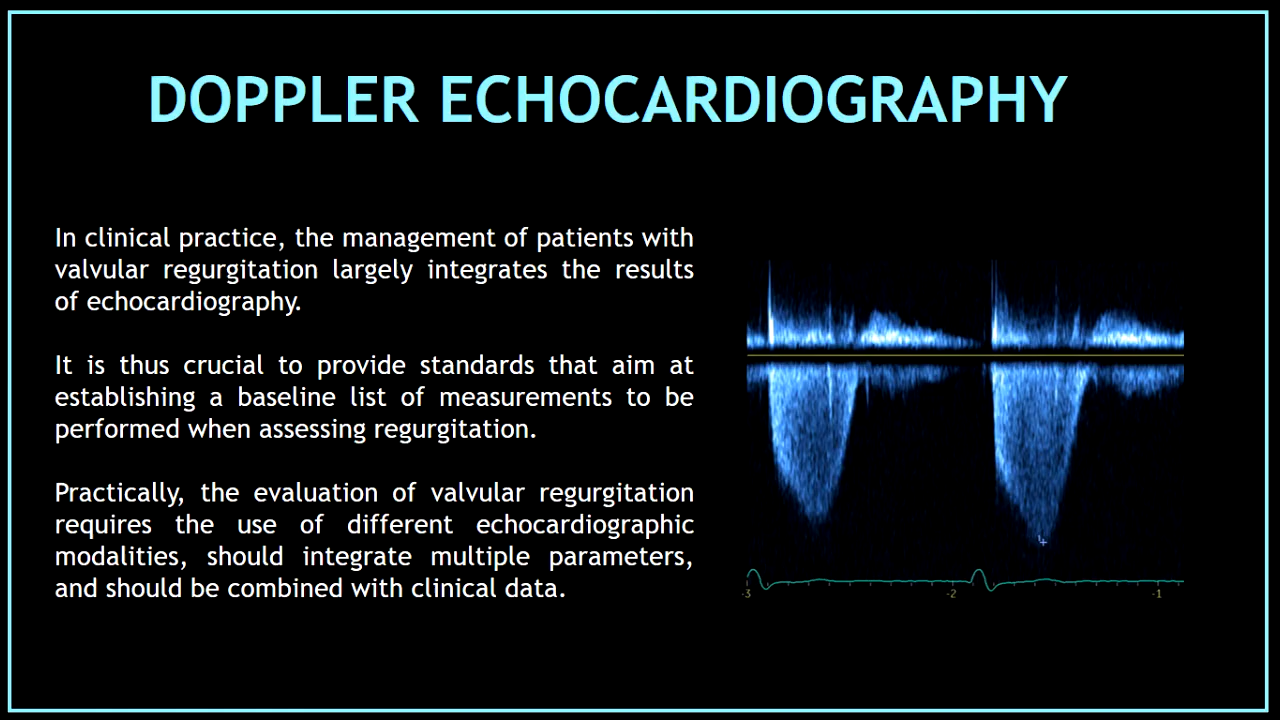 DOPPLER ECHOCARDIOGRAPHY
In clinical practice, the management of patients with
valvular regurgitation largely integrates the results
of echocardiography.
It is thus crucial to provide standards that aim at
establishing a baseline list of measurements to be
performed when assessing regurgitation.
Practically, the evaluation of valvular regurgitation
requires the use of different echocardiographic
modalities, should integrate multiple parameters,
and should be combined with clinical data.
-3 -2 -1